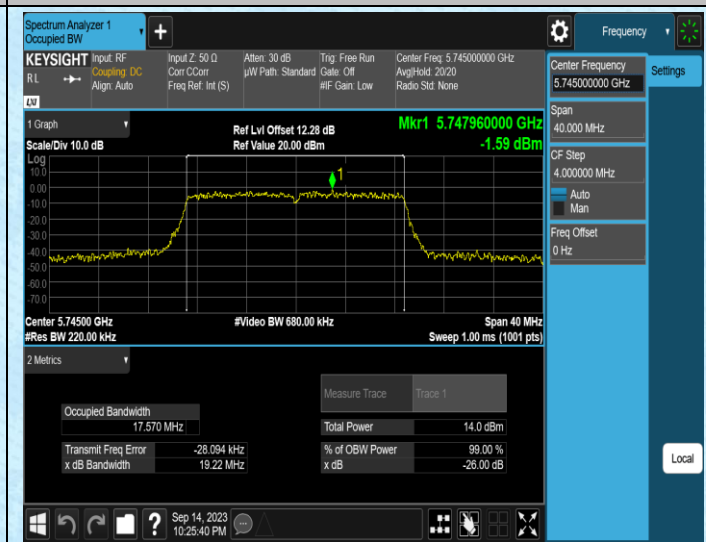 Spectrum Analyzer 1
Occupied BW
Frequency
KEYSIGHT
R L
LXI
Input: RF
Coupling: DC
Align: Auto
Input Z: 50 Ω
Corr CCorr
Freq Ref: Int (S)
Atten: 30 dB
µW Path: Standard
Trig: Free Run
Gate: Off
#IF Gain: Low
Center Freq: 5.745000000 GHz
Avg|Hold: 20/20
Radio Std: None
Center Frequency
5.745000000 GHz
Settings
Span
40.000 MHz
CF Step
4.000000 MHz
Auto
Man
Freq Offset
0 Hz
1 Graph
Scale/Div 10.0 dB
Ref Lvl Offset 12.28 dB
Ref Value 20.00 dBm
Mkr1 5.747960000 GHz
-1.59 dBm
Log
10.0
0.00
-10.0
-20.0
-30.0
-40.0
-50.0
-60.0
-70.0
1
Center 5.74500 GHz
#Res BW 220.00 kHz
#Video BW 680.00 kHz
Span 40 MHz
Sweep 1.00 ms (1001 pts)
2 Metrics
Measure Trace Trace 1
Occupied Bandwidth
17.570 MHz
Total Power 14.0 dBm
Transmit Freq Error -28.094 kHz
x dB Bandwidth 19.22 MHz
% of OBW Power 99.00 %
x dB -26.00 dB
Local
?
Sep 14, 2023
10:25:40 PM